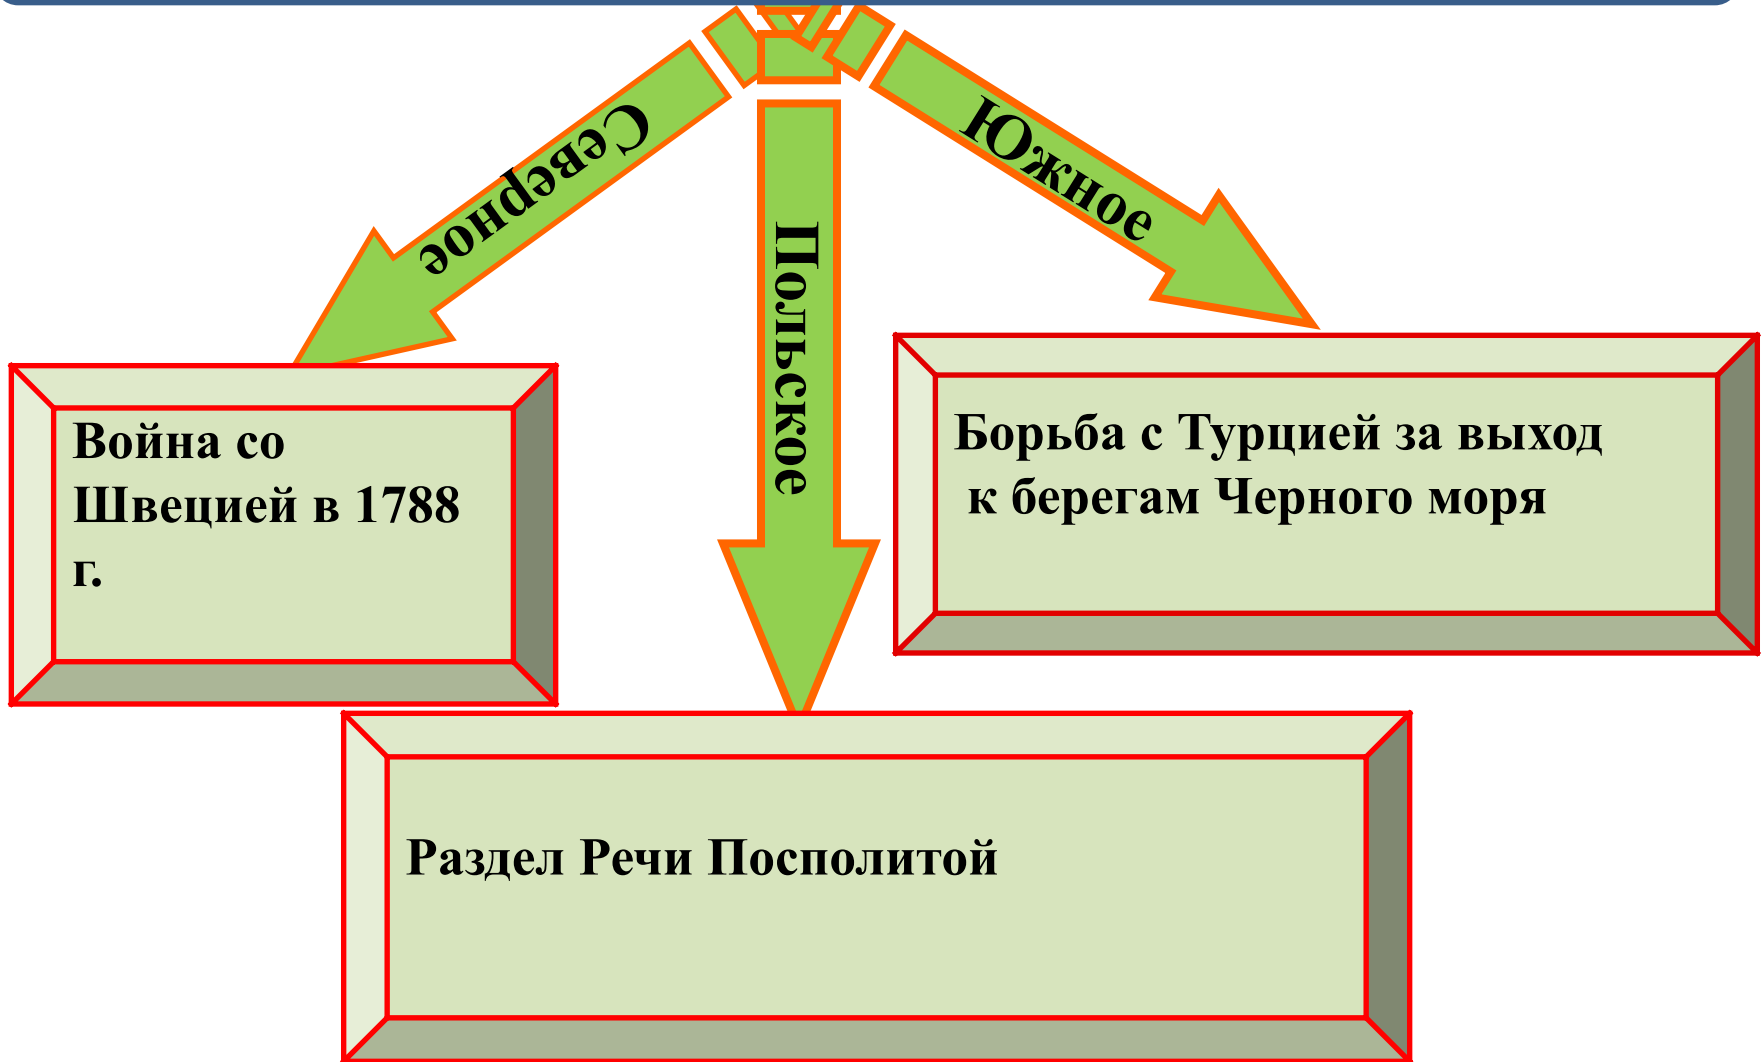 Северное
Южное
Польское
Война со
Швецией в 1788
г.
Борьба с Турцией за выход
к берегам Черного моря
Раздел Речи Посполитой